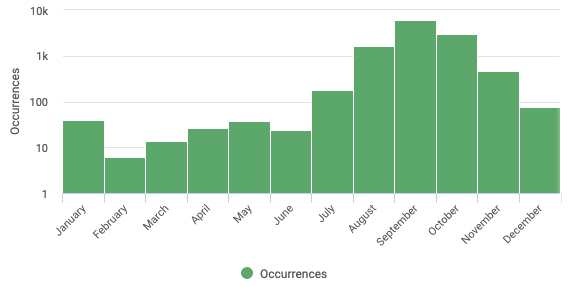 10k
1k
100
10
1
Occurrences
January
February
March
April
May
June
July
August
September
October
November
December
Occurrences